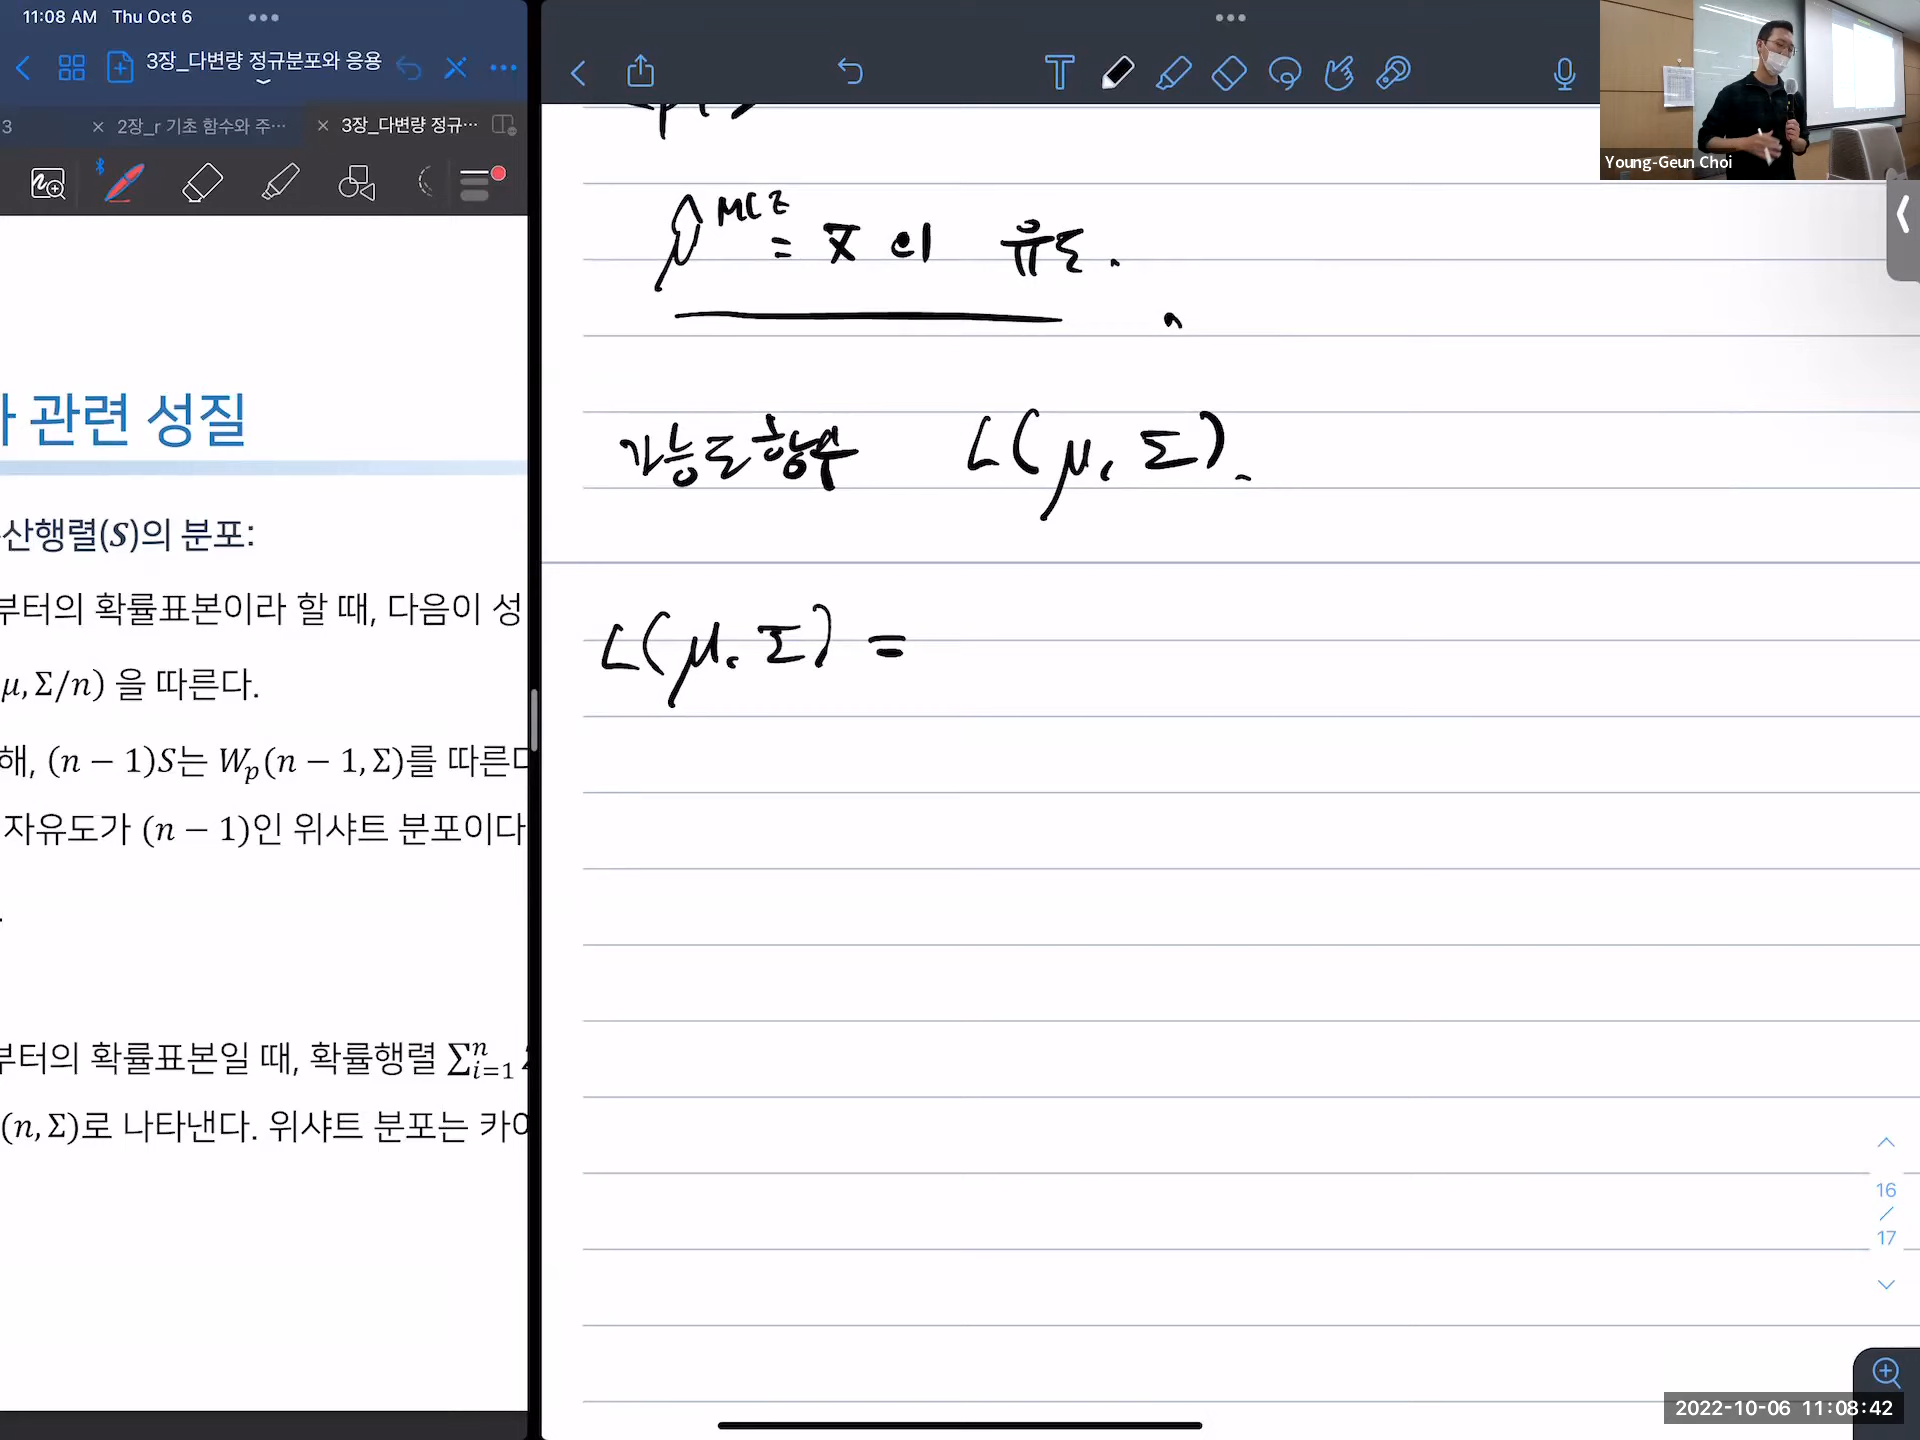 11:08 AM Thu Oct 6
3장_다변량 정규분포와 응용
3
2장_r 기초 함수와 주…
3장_다변량 정규…
관련 성질
산행렬(S)의 분포:
부터의 확률표본이라 할 때, 다음이 성
μ, Σ/n) 을 따른다.
해, (n − 1)S는 W_p(n − 1, Σ)를 따른
자유도가 (n − 1)인 위샤트 분포이다
부터의 확률표본일 때, 확률행렬 ∑ⁿᵢ₌₁
(n, Σ)로 나타낸다. 위샤트 분포는 카이
μ̂^MLE = x̄ 의 유도.
가능도함수 L(μ, Σ).
L(μ, Σ) =
Young-Geun Choi
16
/
17
2022-10-06 11:08:42